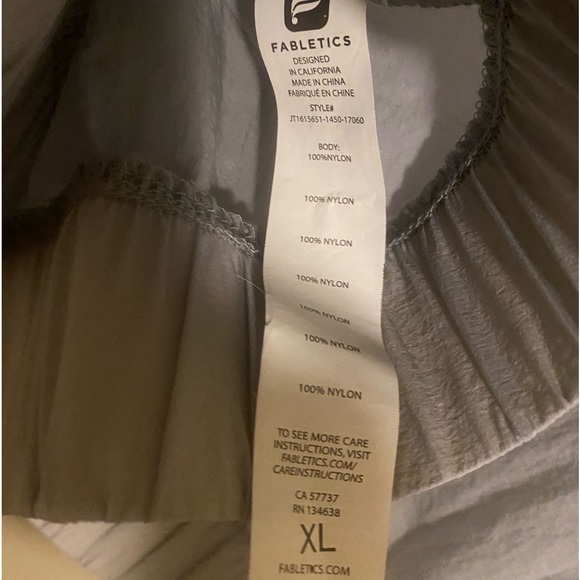 FABLETICS
DESIGNED
IN CALIFORNIA
MADE IN CHINA
FABRIQUÉ EN CHINE
STYLE#
JT1615651-1450-17060
BODY:
100%NYLON
100% NYLON
100% NYLON
100% NYLON
100% NYLON
100% NYLON
100% NYLON
TO SEE MORE CARE
INSTRUCTIONS, VISIT
FABLETICS.COM/
CAREINSTRUCTIONS
CA 57737
RN 134638
XL
FABLETICS.COM